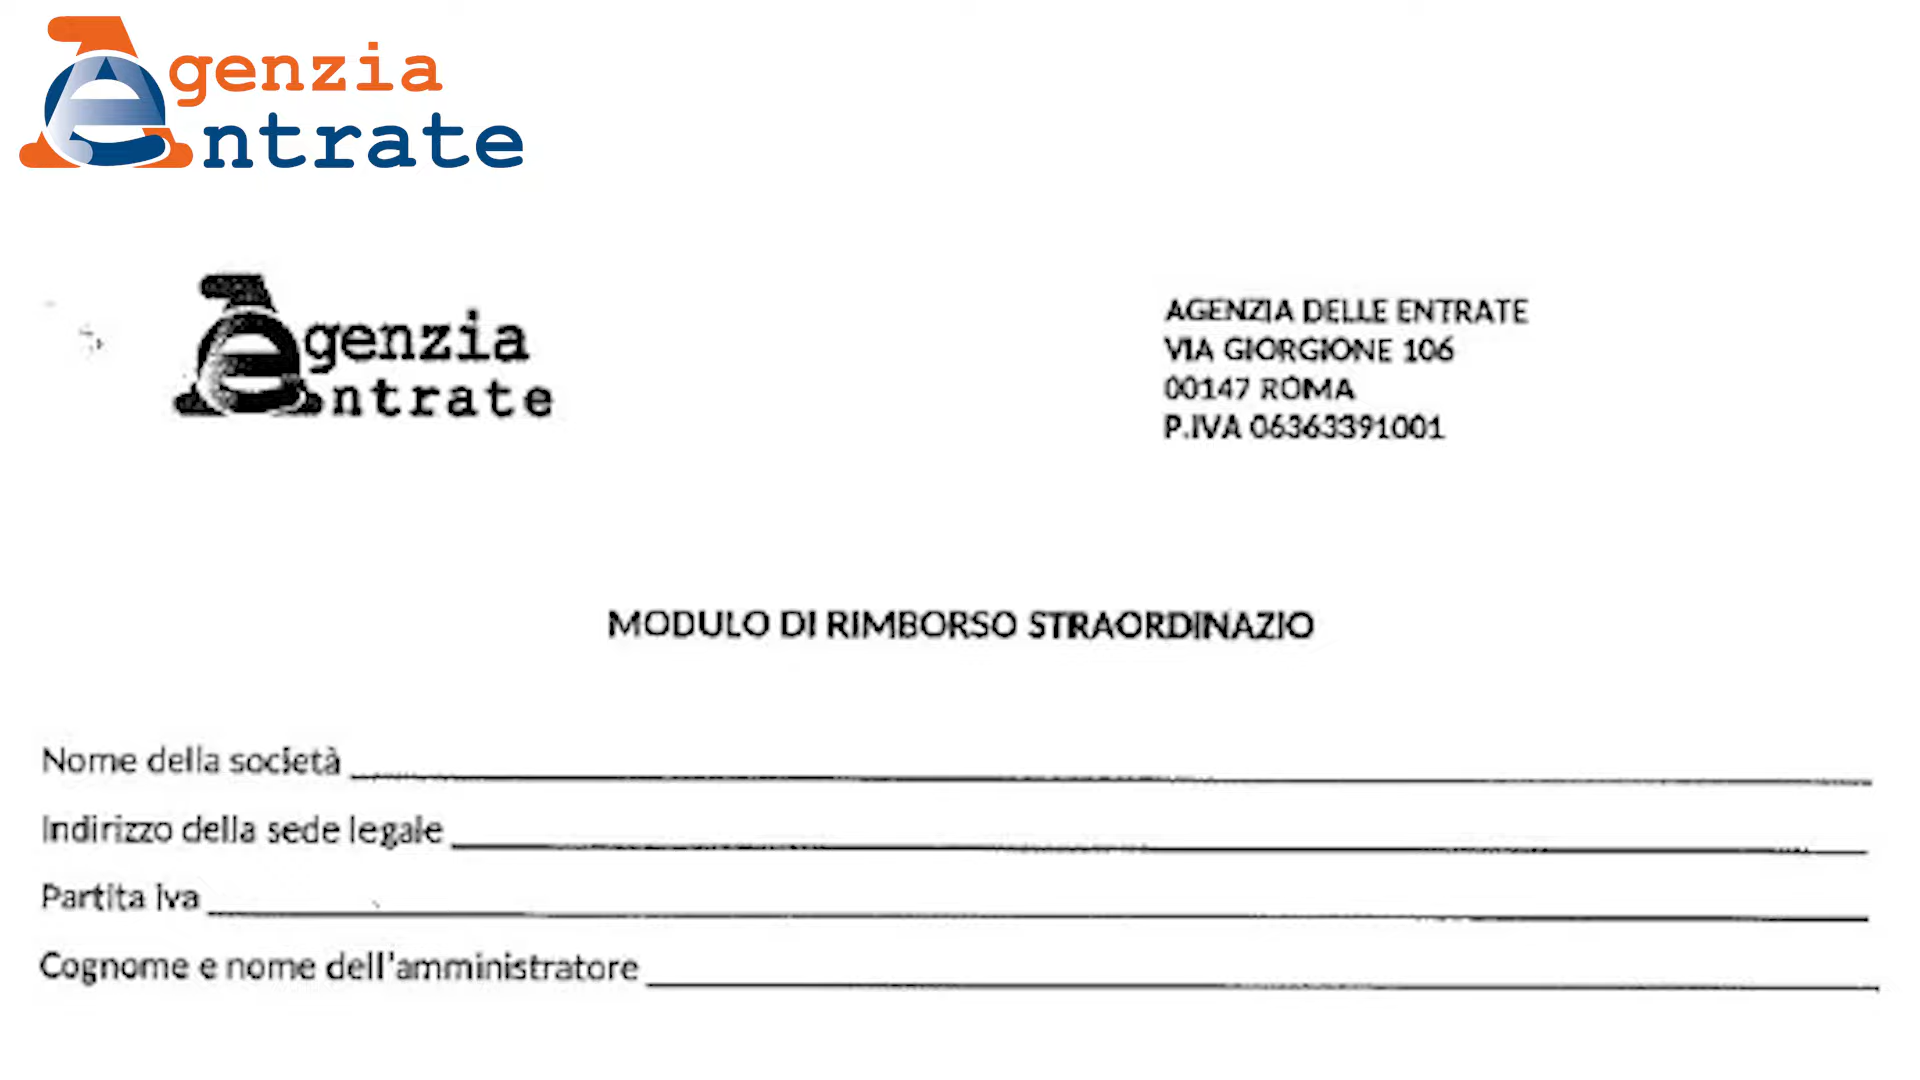 Agenzia
Entrate
Agenzia
Entrate
AGENZIA DELLE ENTRATE
VIA GIORGIONE 106
00147 ROMA
P.IVA 06363391001
MODULO DI RIMBORSO STRAORDINAZIO
Nome della società
Indirizzo della sede legale
Partita iva
Cognome e nome dell'amministratore